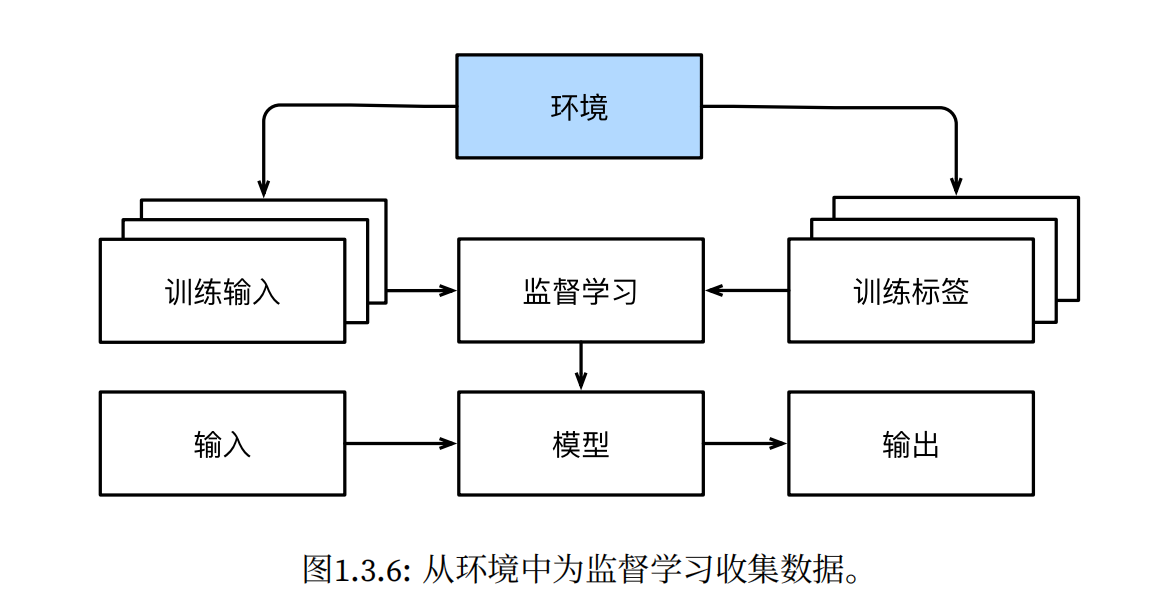 环境
训练输入
监督学习
训练标签
输入
模型
输出
图1.3.6: 从环境中为监督学习收集数据。